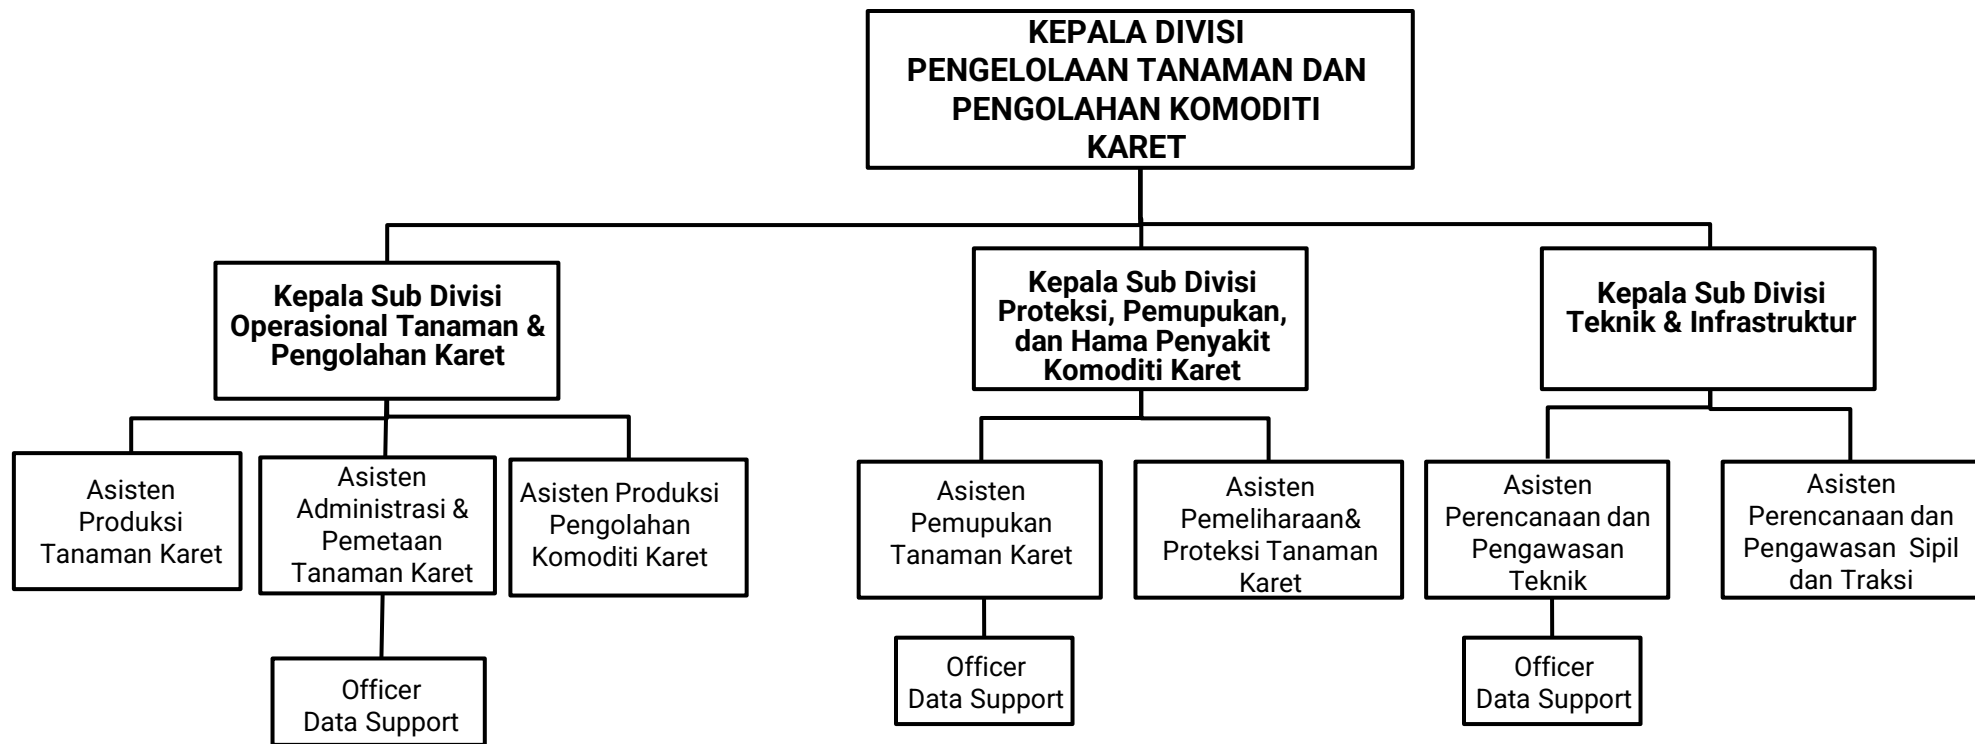 KEPALA DIVISI
PENGELOLAAN TANAMAN DAN
PENGOLAHAN KOMODITI
KARET
Kepala Sub Divisi
Operasional Tanaman &
Pengolahan Karet
Kepala Sub Divisi
Proteksi, Pemupukan,
dan Hama Penyakit
Komoditi Karet
Kepala Sub Divisi
Teknik & Infrastruktur
Asisten
Produksi
Tanaman Karet
Asisten
Administrasi &
Pemetaan
Tanaman Karet
Asisten Produksi
Pengolahan
Komoditi Karet
Asisten
Pemupukan
Tanaman Karet
Asisten
Pemeliharaan&
Proteksi Tanaman
Karet
Asisten
Perencanaan dan
Pengawasan
Teknik
Asisten
Perencanaan dan
Pengawasan  Sipil
dan Traksi
Officer
Data Support
Officer
Data Support
Officer
Data Support